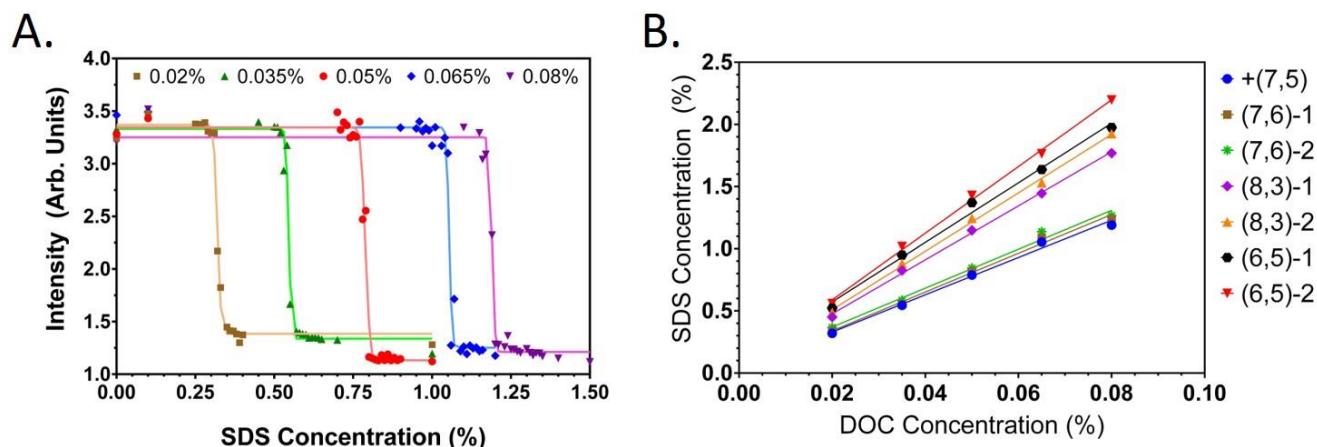 A.
4.0
0.02% 0.035% 0.05% 0.065% 0.08%
3.5
3.0
2.5
2.0
1.5
1.0
0.00 0.25 0.50 0.75 1.00 1.25 1.50
Intensity (Arb. Units)
SDS Concentration (%)
B.
2.5
2.0
1.5
1.0
0.5
0.0
0.00 0.02 0.04 0.06 0.08 0.10
SDS Concentration (%)
DOC Concentration (%)
+(7,5)
(7,6)-1
(7,6)-2
(8,3)-1
(8,3)-2
(6,5)-1
(6,5)-2